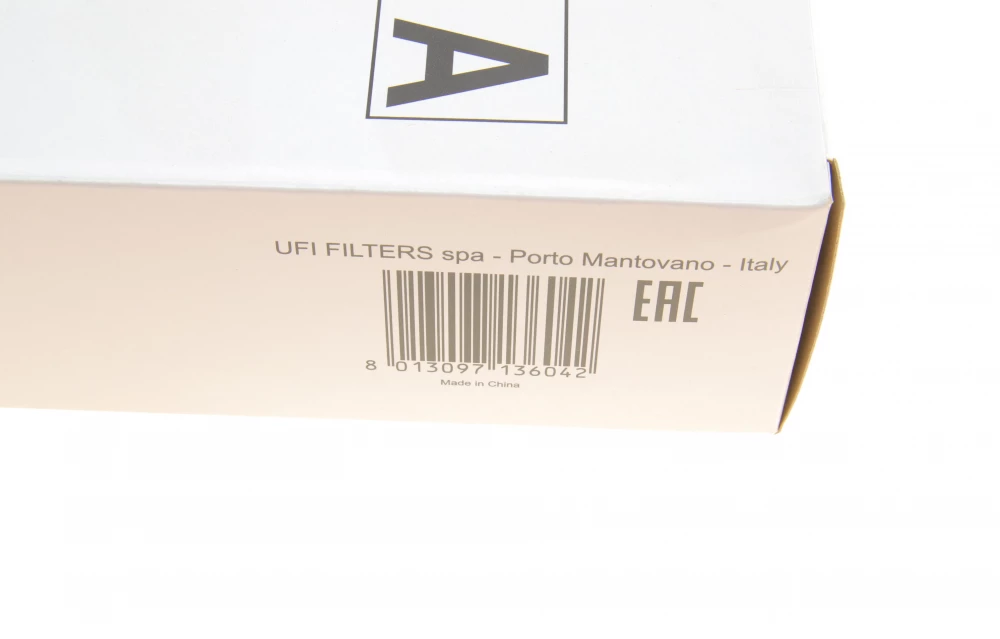 A
UFI FILTERS spa - Porto Mantovano - Italy
EAC
8 013097 136042
Made in China